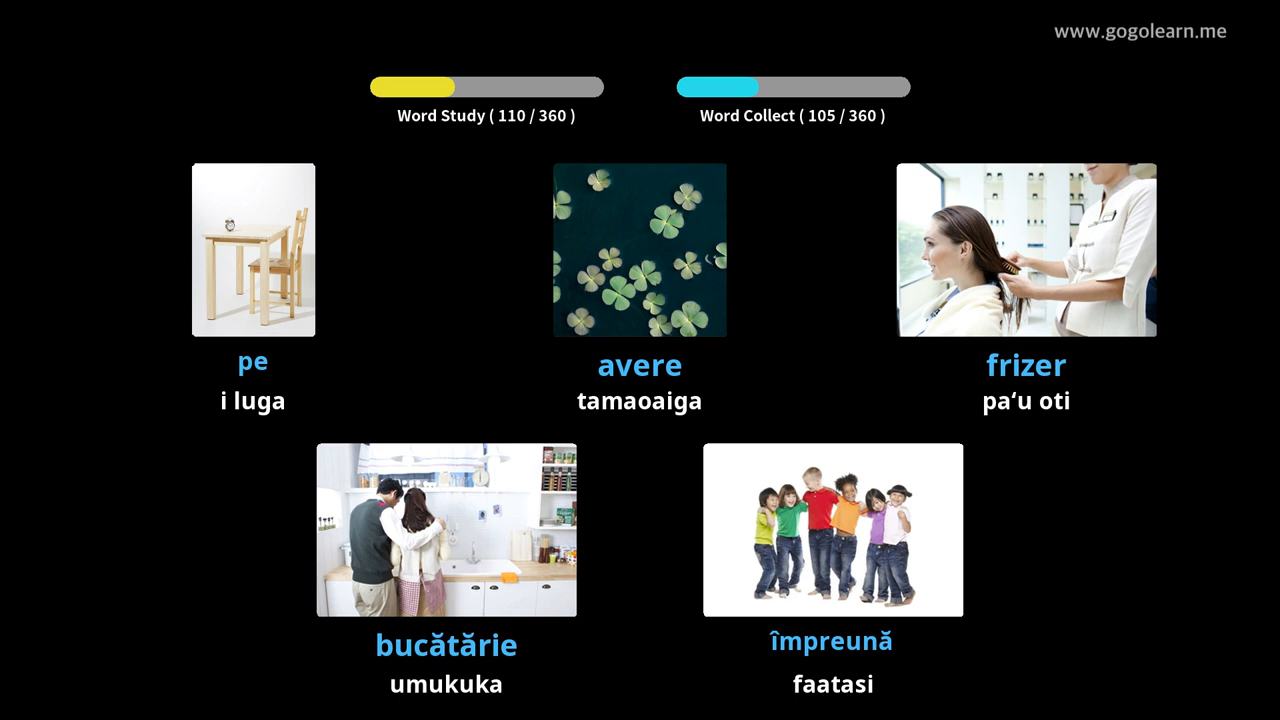 www.gogolearn.me
Word Study ( 110 / 360 )
Word Collect ( 105 / 360 )
pe
i luga
avere
tamaoaiga
frizer
paʻu oti
bucătărie
umukuka
împreună
faatasi